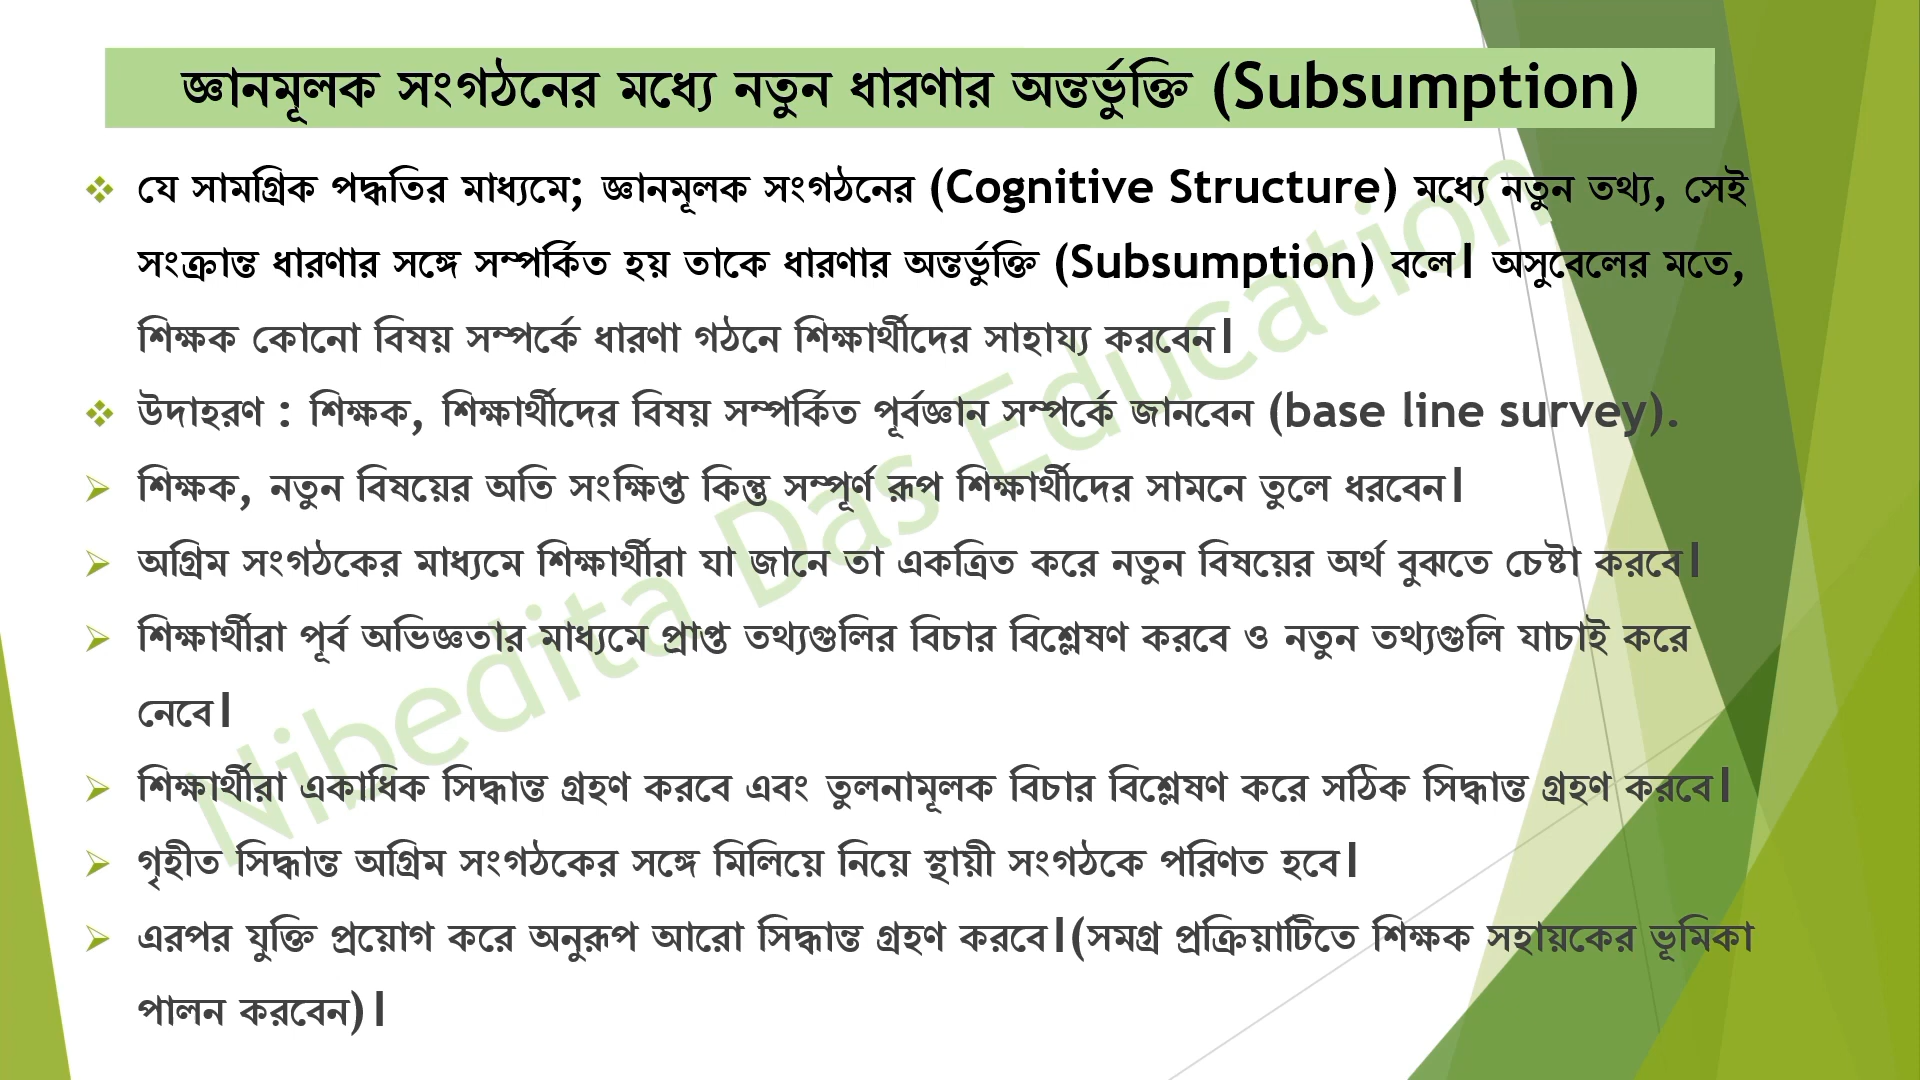 জ্ঞানমূলক সংগঠনের মধ্যে নতুন ধারণার অন্তর্ভুক্তি (Subsumption)
যে সামগ্রিক পদ্ধতির মাধ্যমে; জ্ঞানমূলক সংগঠনের (Cognitive Structure) মধ্যে নতুন তথ্য, সেই
সংক্রান্ত ধারণার সঙ্গে সম্পর্কিত হয় তাকে ধারণার অন্তর্ভুক্তি (Subsumption) বলে। অসুবেলের মতে,
শিক্ষক কোনো বিষয় সম্পর্কে ধারণা গঠনে শিক্ষার্থীদের সাহায্য করবেন।
উদাহরণ : শিক্ষক, শিক্ষার্থীদের বিষয় সম্পর্কিত পূর্বজ্ঞান সম্পর্কে জানবেন (base line survey).
শিক্ষক, নতুন বিষয়ের অতি সংক্ষিপ্ত কিন্তু সম্পূর্ণ রূপ শিক্ষার্থীদের সামনে তুলে ধরবেন।
অগ্রিম সংগঠকের মাধ্যমে শিক্ষার্থীরা যা জানে তা একত্রিত করে নতুন বিষয়ের অর্থ বুঝতে চেষ্টা করবে।
শিক্ষার্থীরা পূর্ব অভিজ্ঞতার মাধ্যমে প্রাপ্ত তথ্যগুলির বিচার বিশ্লেষণ করবে ও নতুন তথ্যগুলি যাচাই করে
নেবে।
শিক্ষার্থীরা একাধিক সিদ্ধান্ত গ্রহণ করবে এবং তুলনামূলক বিচার বিশ্লেষণ করে সঠিক সিদ্ধান্ত গ্রহণ করবে।
গৃহীত সিদ্ধান্ত অগ্রিম সংগঠকের সঙ্গে মিলিয়ে নিয়ে স্থায়ী সংগঠকে পরিণত হবে।
এরপর যুক্তি প্রয়োগ করে অনুরূপ আরো সিদ্ধান্ত গ্রহণ করবে।(সমগ্র প্রক্রিয়াটিতে শিক্ষক সহায়কের ভূমিকা
পালন করবেন)।
Nibedita Das Education